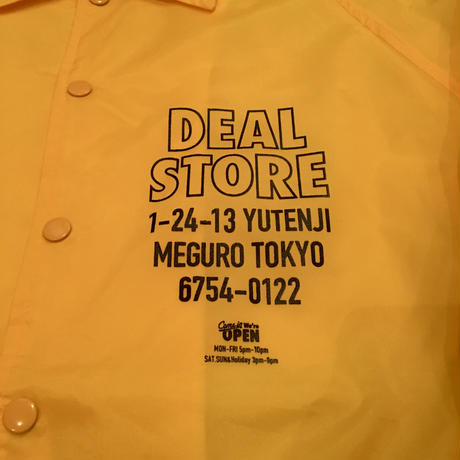 DEAL
STORE
1-24-13 YUTENJI
MEGURO TOKYO
6754-0122
Come in We're
OPEN
MON-FRI 5pm-10pm
SAT.SUN&Holiday 3pm-9pm